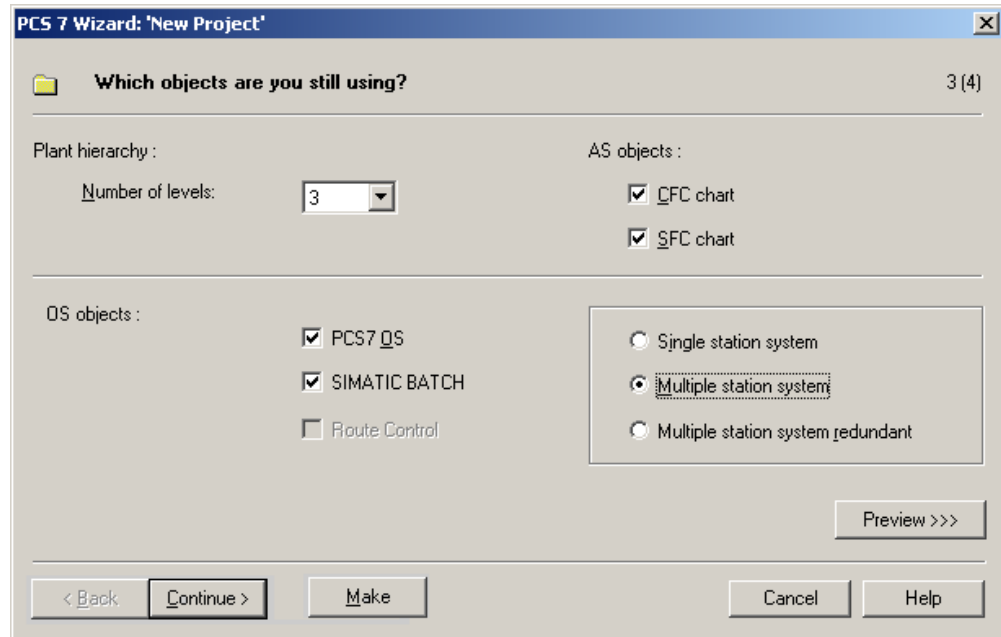 PCS 7 Wizard: 'New Project'
Which objects are you still using?
3 (4)
Plant hierarchy :
Number of levels:
3
AS objects :
CFC chart
SFC chart
OS objects :
PCS7 OS
SIMATIC BATCH
Route Control
Single station system
Multiple station system
Multiple station system redundant
Preview >>>
< Back
Continue >
Make
Cancel
Help